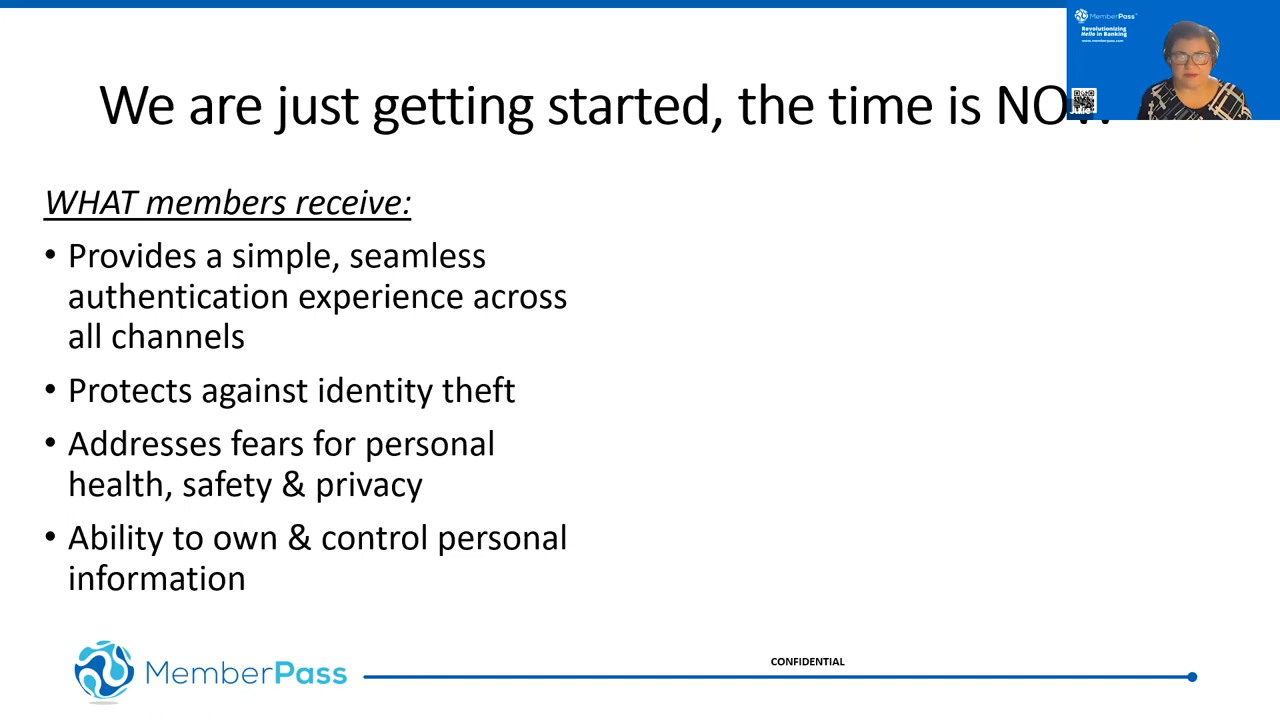 MemberPass™
Revolutionizing
Hello in Banking
www.memberpass.com
We are just getting started, the time is
WHAT members receive:
• Provides a simple, seamless
authentication experience across
all channels
• Protects against identity theft
• Addresses fears for personal
health, safety & privacy
• Ability to own & control personal
information
MemberPass
CONFIDENTIAL